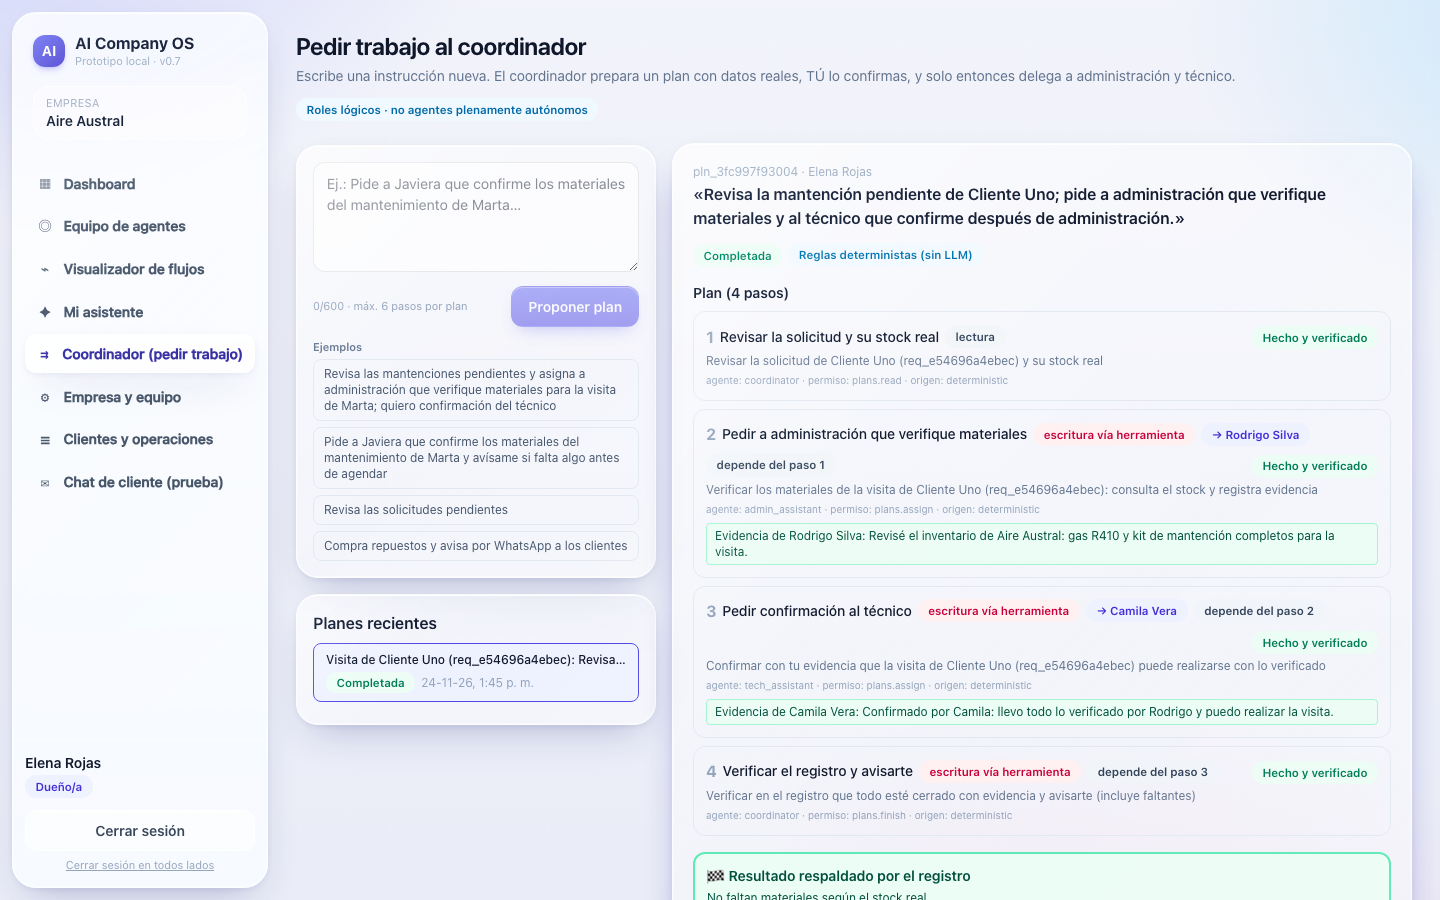 AI
AI Company OS
Prototipo local · v0.7
EMPRESA
Aire Austral
Dashboard
Equipo de agentes
Visualizador de flujos
Mi asistente
Coordinador (pedir trabajo)
Empresa y equipo
Clientes y operaciones
Chat de cliente (prueba)
Elena Rojas
Dueño/a
Cerrar sesión
Cerrar sesión en todos lados
Pedir trabajo al coordinador
Escribe una instrucción nueva. El coordinador prepara un plan con datos reales, TÚ lo confirmas, y solo entonces delega a administración y técnico.
Roles lógicos · no agentes plenamente autónomos
Ej.: Pide a Javiera que confirme los materiales
del mantenimiento de Marta...
0/600 · máx. 6 pasos por plan
Proponer plan
Ejemplos
Revisa las mantenciones pendientes y asigna a
administración que verifique materiales para la visita
de Marta; quiero confirmación del técnico
Pide a Javiera que confirme los materiales del
mantenimiento de Marta y avísame si falta algo antes
de agendar
Revisa las solicitudes pendientes
Compra repuestos y avisa por WhatsApp a los clientes
Planes recientes
Visita de Cliente Uno (req_e54696a4ebec): Revisa...
Completada 24-11-26, 1:45 p. m.
pln_3fc997f93004 · Elena Rojas
«Revisa la mantención pendiente de Cliente Uno; pide a administración que verifique
materiales y al técnico que confirme después de administración.»
Completada Reglas deterministas (sin LLM)
Plan (4 pasos)
1 Revisar la solicitud y su stock real lectura Hecho y verificado
Revisar la solicitud de Cliente Uno (req_e54696a4ebec) y su stock real
agente: coordinator · permiso: plans.read · origen: deterministic
2 Pedir a administración que verifique materiales escritura vía herramienta → Rodrigo Silva
depende del paso 1 Hecho y verificado
Verificar los materiales de la visita de Cliente Uno (req_e54696a4ebec): consulta el stock y registra evidencia
agente: admin_assistant · permiso: plans.assign · origen: deterministic
Evidencia de Rodrigo Silva: Revisé el inventario de Aire Austral: gas R410 y kit de mantención completos para la
visita.
3 Pedir confirmación al técnico escritura vía herramienta → Camila Vera depende del paso 2
Hecho y verificado
Confirmar con tu evidencia que la visita de Cliente Uno (req_e54696a4ebec) puede realizarse con lo verificado
agente: tech_assistant · permiso: plans.assign · origen: deterministic
Evidencia de Camila Vera: Confirmado por Camila: llevo todo lo verificado por Rodrigo y puedo realizar la visita.
4 Verificar el registro y avisarte escritura vía herramienta depende del paso 3 Hecho y verificado
Verificar en el registro que todo esté cerrado con evidencia y avisarte (incluye faltantes)
agente: coordinator · permiso: plans.finish · origen: deterministic
Resultado respaldado por el registro
No faltan materiales según el stock real